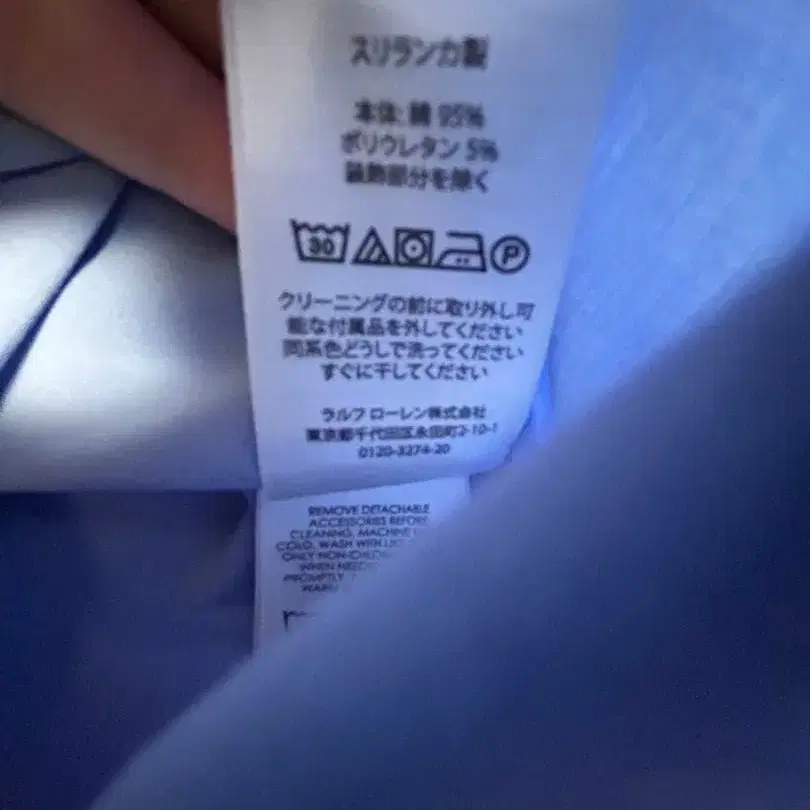 スリランカ製
本体: 綿 95%
ポリウレタン 5%
装飾部分を除く
30 P
クリーニングの前に取り外し可
能な付属品を外してください
同系色どうしで洗ってください
すぐに干してください
ラルフ ローレン株式会社
東京都千代田区永田町2-10-1
0120-3274-20
REMOVE DETACHABLE
ACCESSORIES BEFORE
CLEANING, MACHINE
COLD, WASH WITH
ONLY
WHEN
PROMPTLY